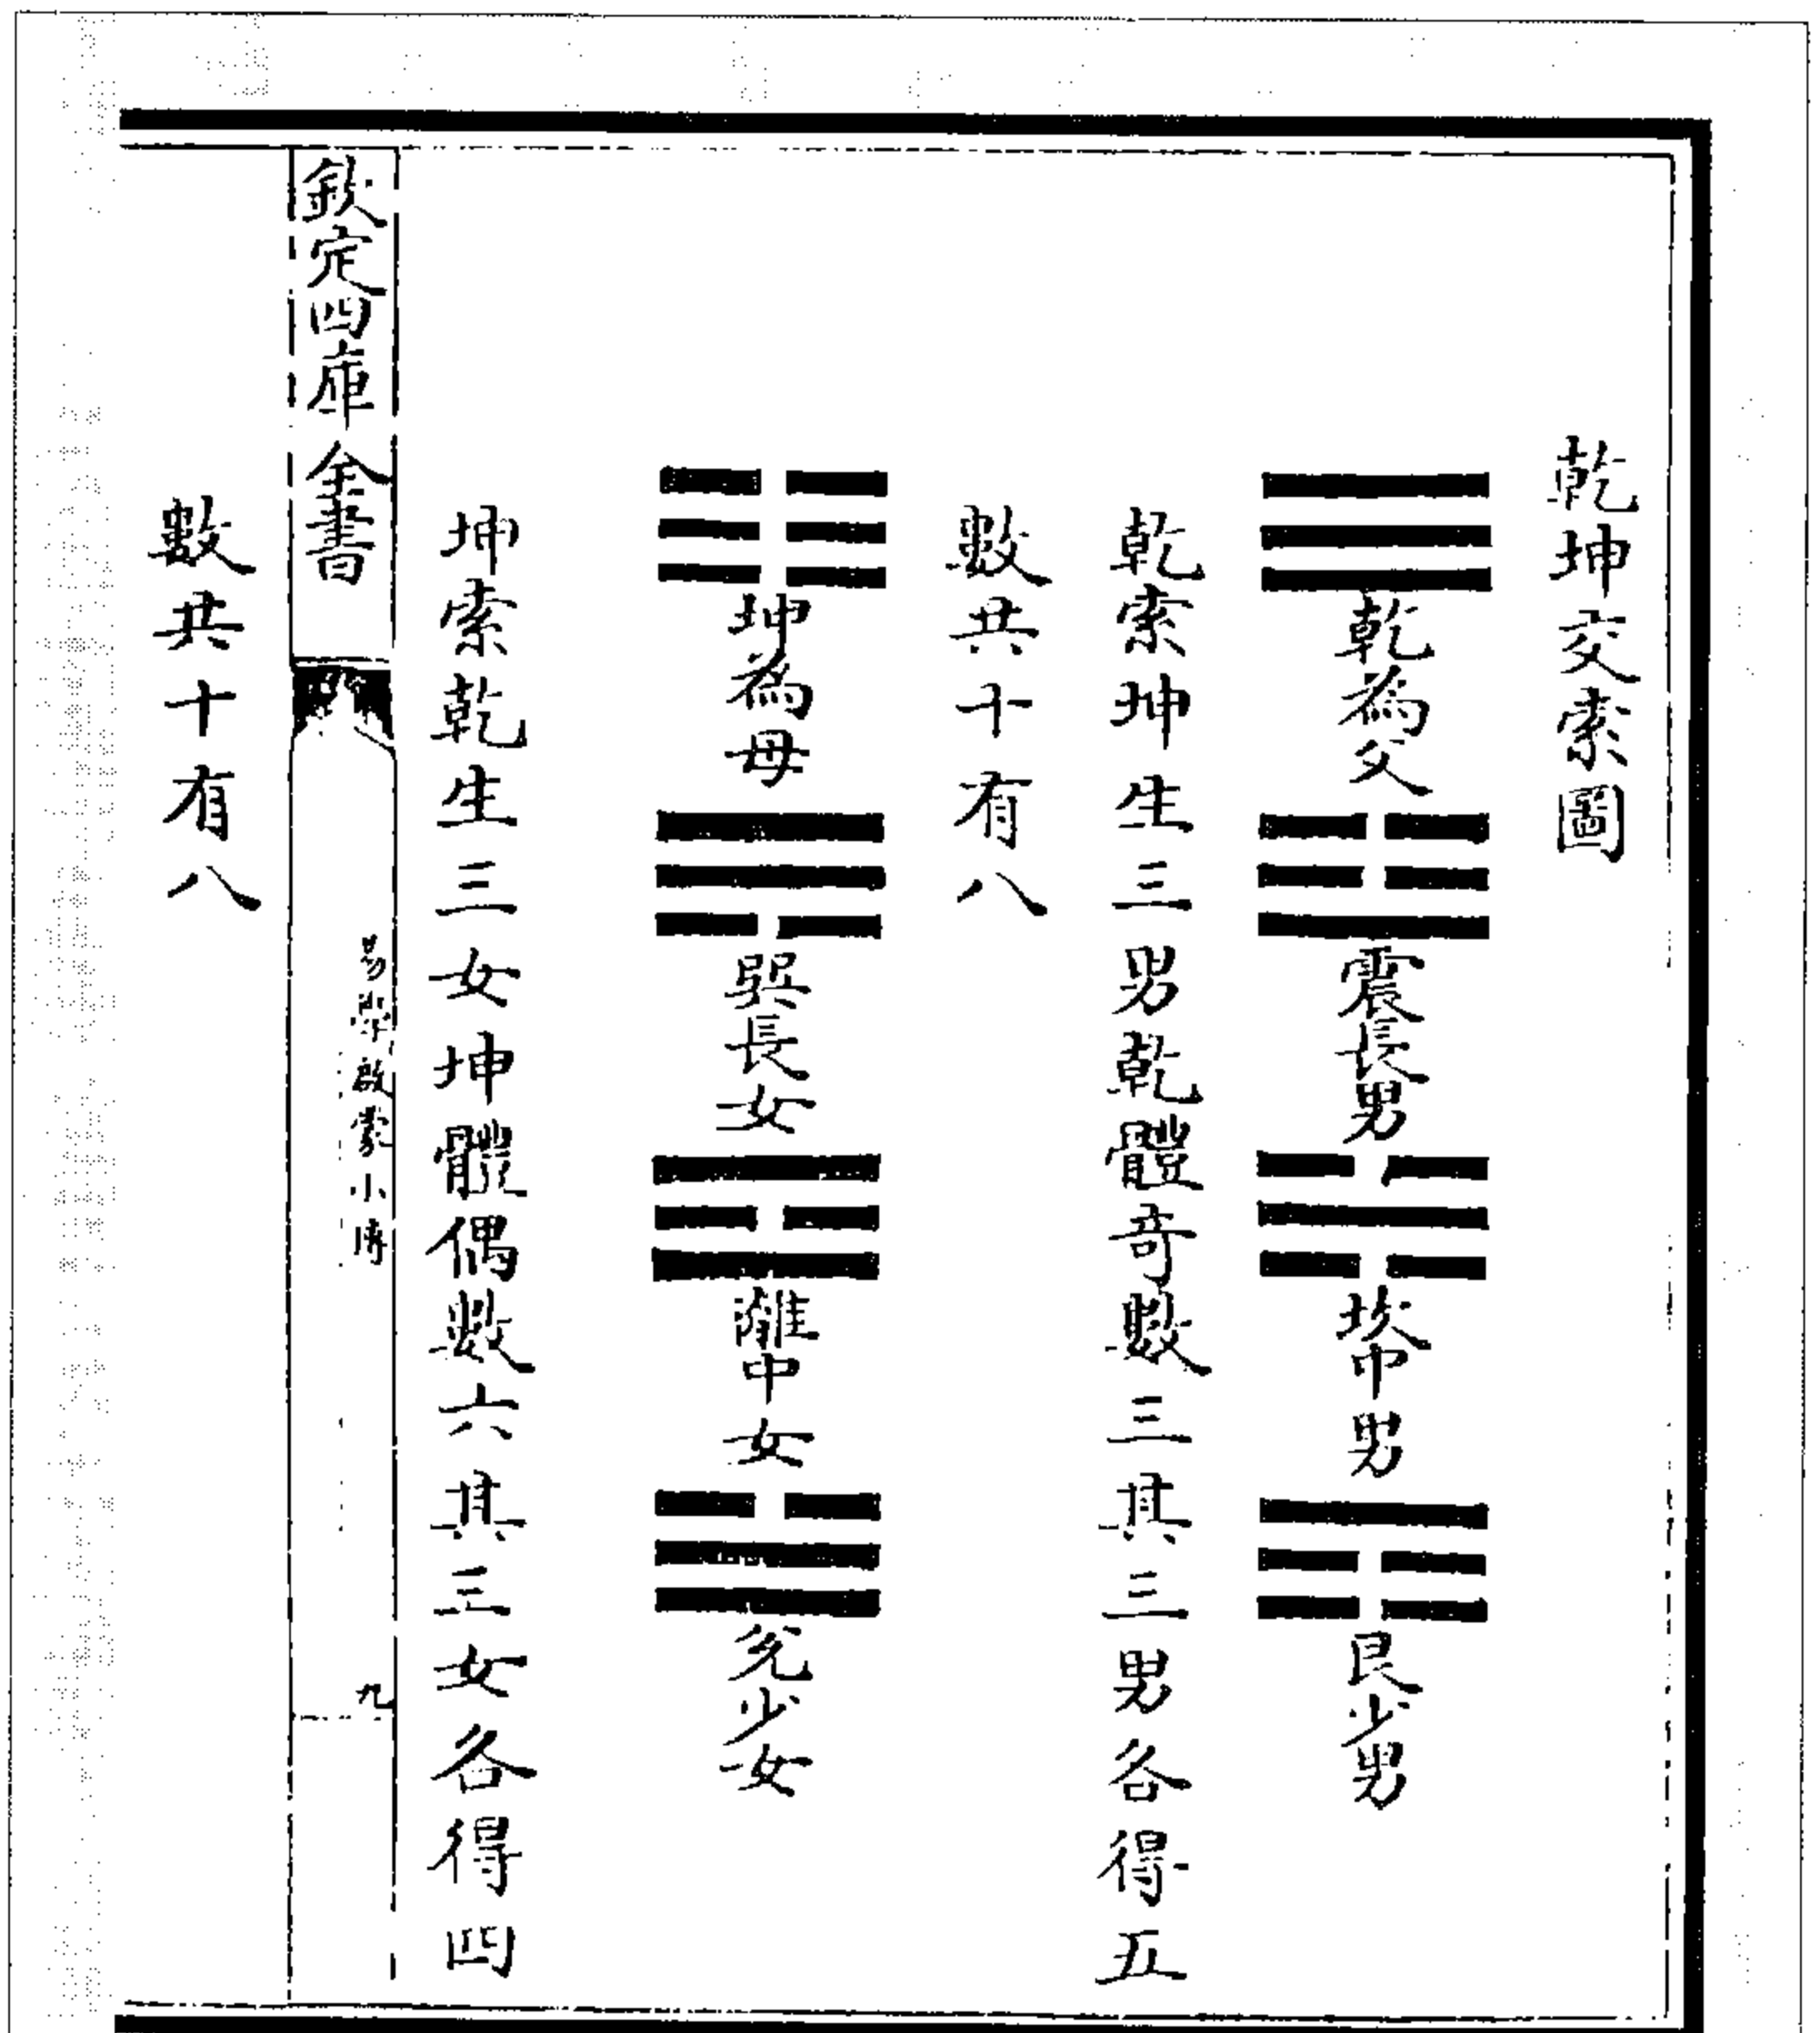 乾坤交索圖
乾為父 震長男 坎中男 艮少男
乾索坤生三男乾體奇數三其三男各得五
數共十有八
坤為母 巽長女 離中女 兌少女
坤索乾生三女坤體偶數六其三女各得四
欽定四庫全書
易學啟蒙小傳
九
數共十有八